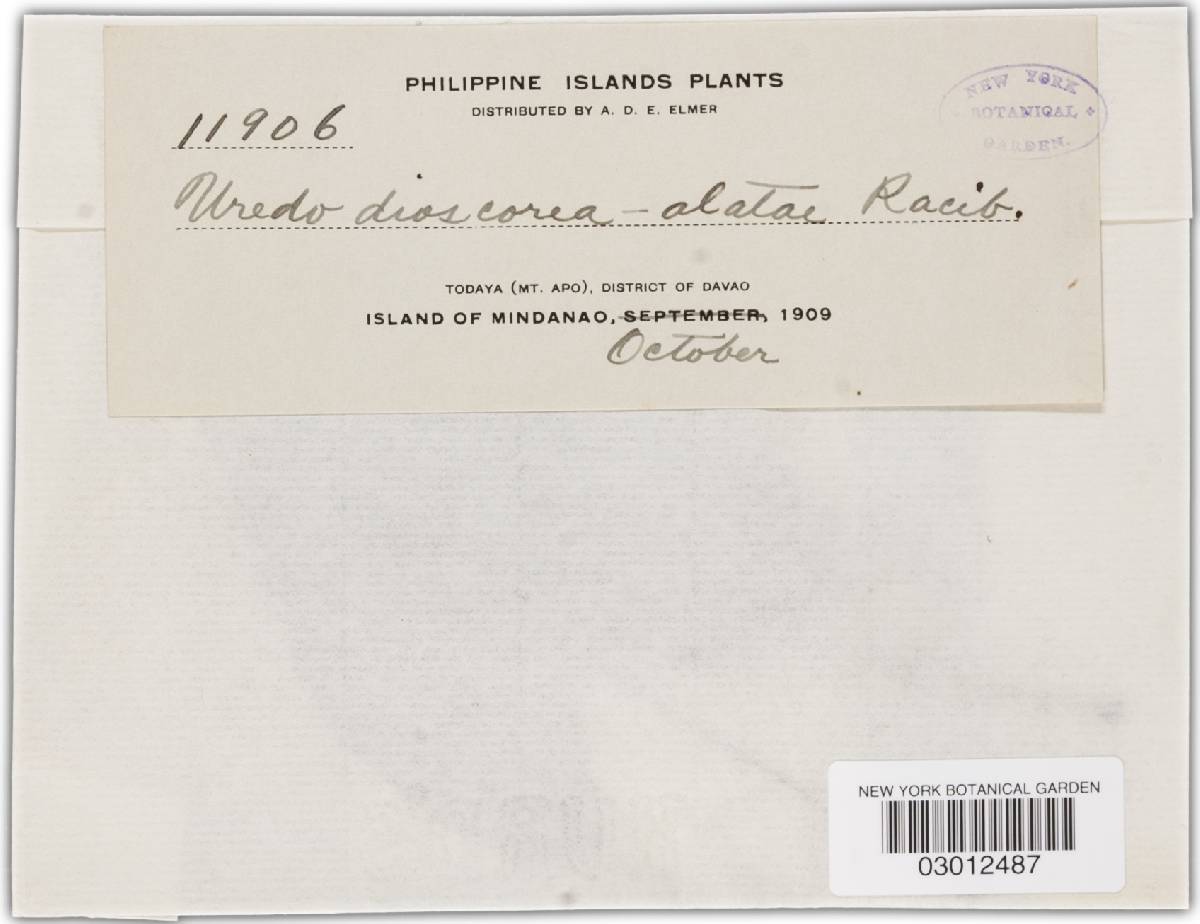 PHILIPPINE ISLANDS PLANTS
DISTRIBUTED BY A. D. E. ELMER
NEW YORK
BOTANICAL
GARDEN.
11906
Uredo dioscorea-alatae Racib.
TODAYA (MT. APO), DISTRICT OF DAVAO
ISLAND OF MINDANAO, SEPTEMBER, 1909
October
NEW YORK BOTANICAL GARDEN
03012487